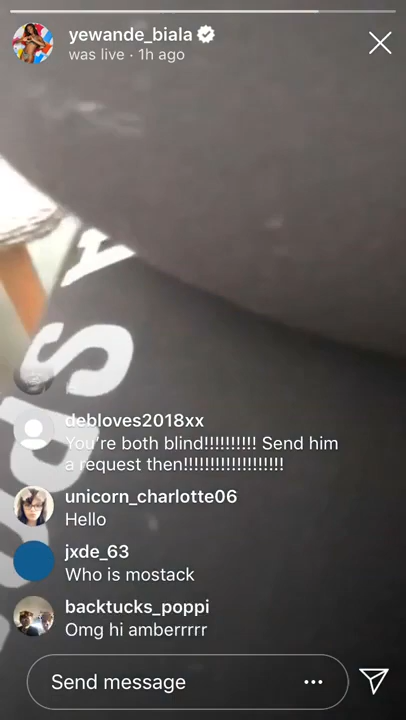 yewande_biala
was live · 1h ago
debloves2018xx
You're both blind!!!!!!!!!! Send him
a request then!!!!!!!!!!!!!!!!!!!
unicorn_charlotte06
Hello
jxde_63
Who is mostack
backtucks_poppi
Omg hi amberrrrr
Send message